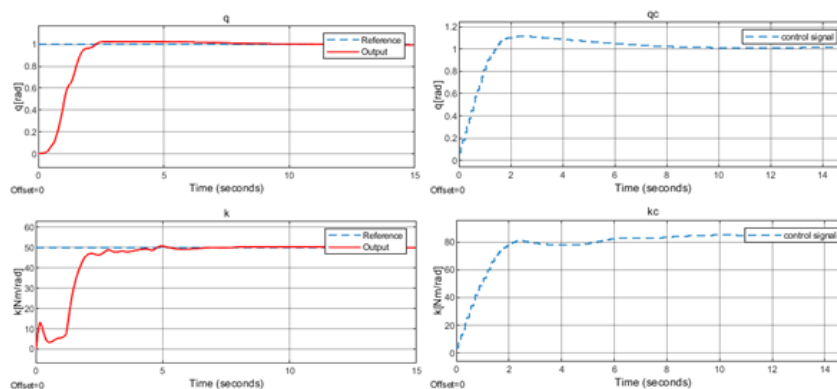 q
q[rad]
1
0.8
0.6
0.4
0.2
0
0
5
10
15
Reference
Output
Time (seconds)
Offset=0
qc
q[rad]
1.2
1
0.8
0.6
0.4
0.2
0
0
2
4
6
8
10
12
14
control signal
Time (seconds)
Offset=0
k
k[Nm/rad]
60
50
40
30
20
10
0
0
5
10
15
Reference
Output
Time (seconds)
Offset=0
kc
k[Nm/rad]
80
60
40
20
0
0
2
4
6
8
10
12
14
control signal
Time (seconds)
Offset=0